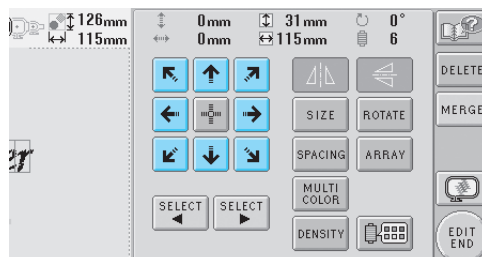 126mm 0mm 31mm 0°
115mm 0mm 115mm 6
DELETE
SIZE ROTATE MERGE
SPACING ARRAY
MULTI
COLOR
SELECT SELECT
DENSITY EDIT
END